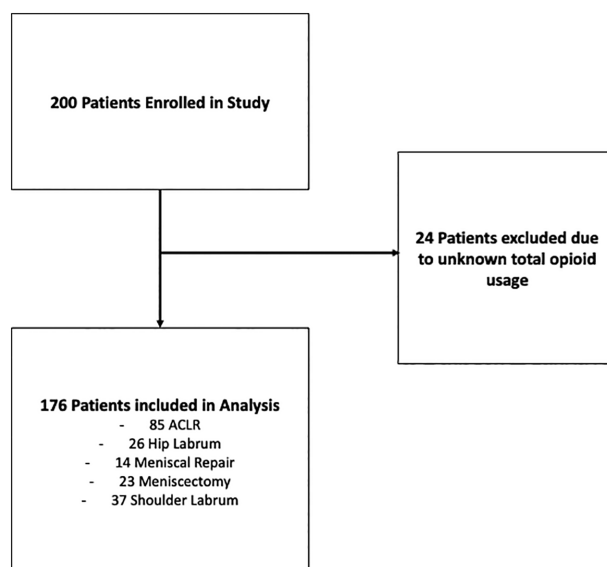 200 Patients Enrolled in Study
24 Patients excluded due
to unknown total opioid
usage
176 Patients included in Analysis
- 85 ACLR
- 26 Hip Labrum
- 14 Meniscal Repair
- 23 Meniscectomy
- 37 Shoulder Labrum